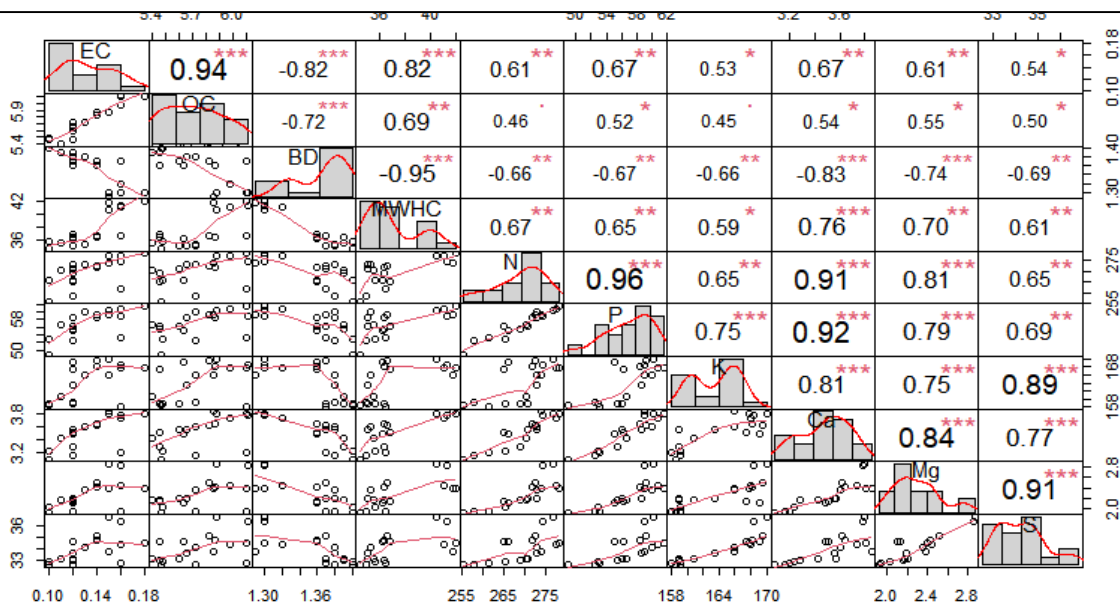 5.4 5.7 6.0 36 40 50 54 58 62 3.2 3.6 33 35
EC 0.94 *** -0.82 *** 0.82 *** 0.61 ** 0.67 ** 0.53 * 0.67 ** 0.61 ** 0.54 * 0.10 0.18
5.4 5.9 OC -0.72 *** 0.69 ** 0.46 . 0.52 * 0.45 . 0.54 * 0.55 * 0.50 *
BD -0.95 *** -0.66 ** -0.67 ** -0.66 ** -0.83 *** -0.74 *** -0.69 ** 1.30 1.40
36 42 MWHC 0.67 ** 0.65 ** 0.59 * 0.76 *** 0.70 ** 0.61 **
N 0.96 *** 0.65 ** 0.91 *** 0.81 *** 0.65 ** 255 275
50 58 P 0.75 *** 0.92 *** 0.79 *** 0.69 **
K 0.81 *** 0.75 *** 0.89 *** 158 168
3.2 3.8 Ca 0.84 *** 0.77 ***
Mg 0.91 *** 2.0 2.8
33 36 S
0.10 0.14 0.18 1.30 1.36 255 265 275 158 164 170 2.0 2.4 2.8